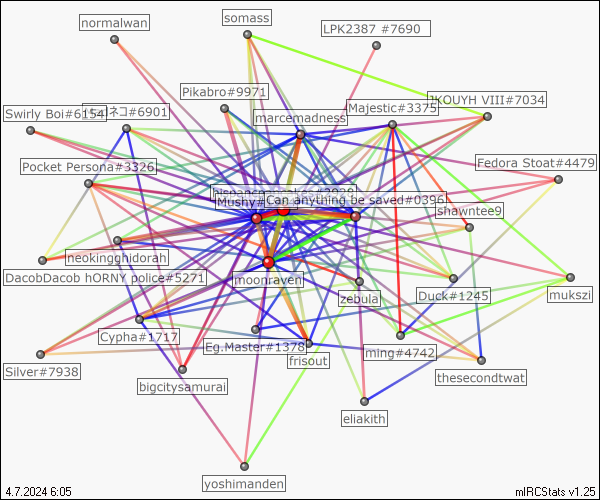 somass
normalwan
LPK2387 #7690
Pikabro#9971
JKOUYH VIII#7034
Majestic#3375
Swirly Boi#6154
ネコ#6901
marcemadness
Pocket Persona#3326
Fedora Stoat#4479
Mushy#
Can anything be saved#0396
shawntee9
neokingghidorah
DacobDacob hORNY police#5271
moonraven
zebula
Duck#1245
mukszi
Cypha#1717
Eg.Master#1378
frisout
ming#4742
Silver#7938
bigcitysamurai
thesecondtwat
eliakith
yoshimanden
4.7.2024 6:05
mIRCStats v1.25